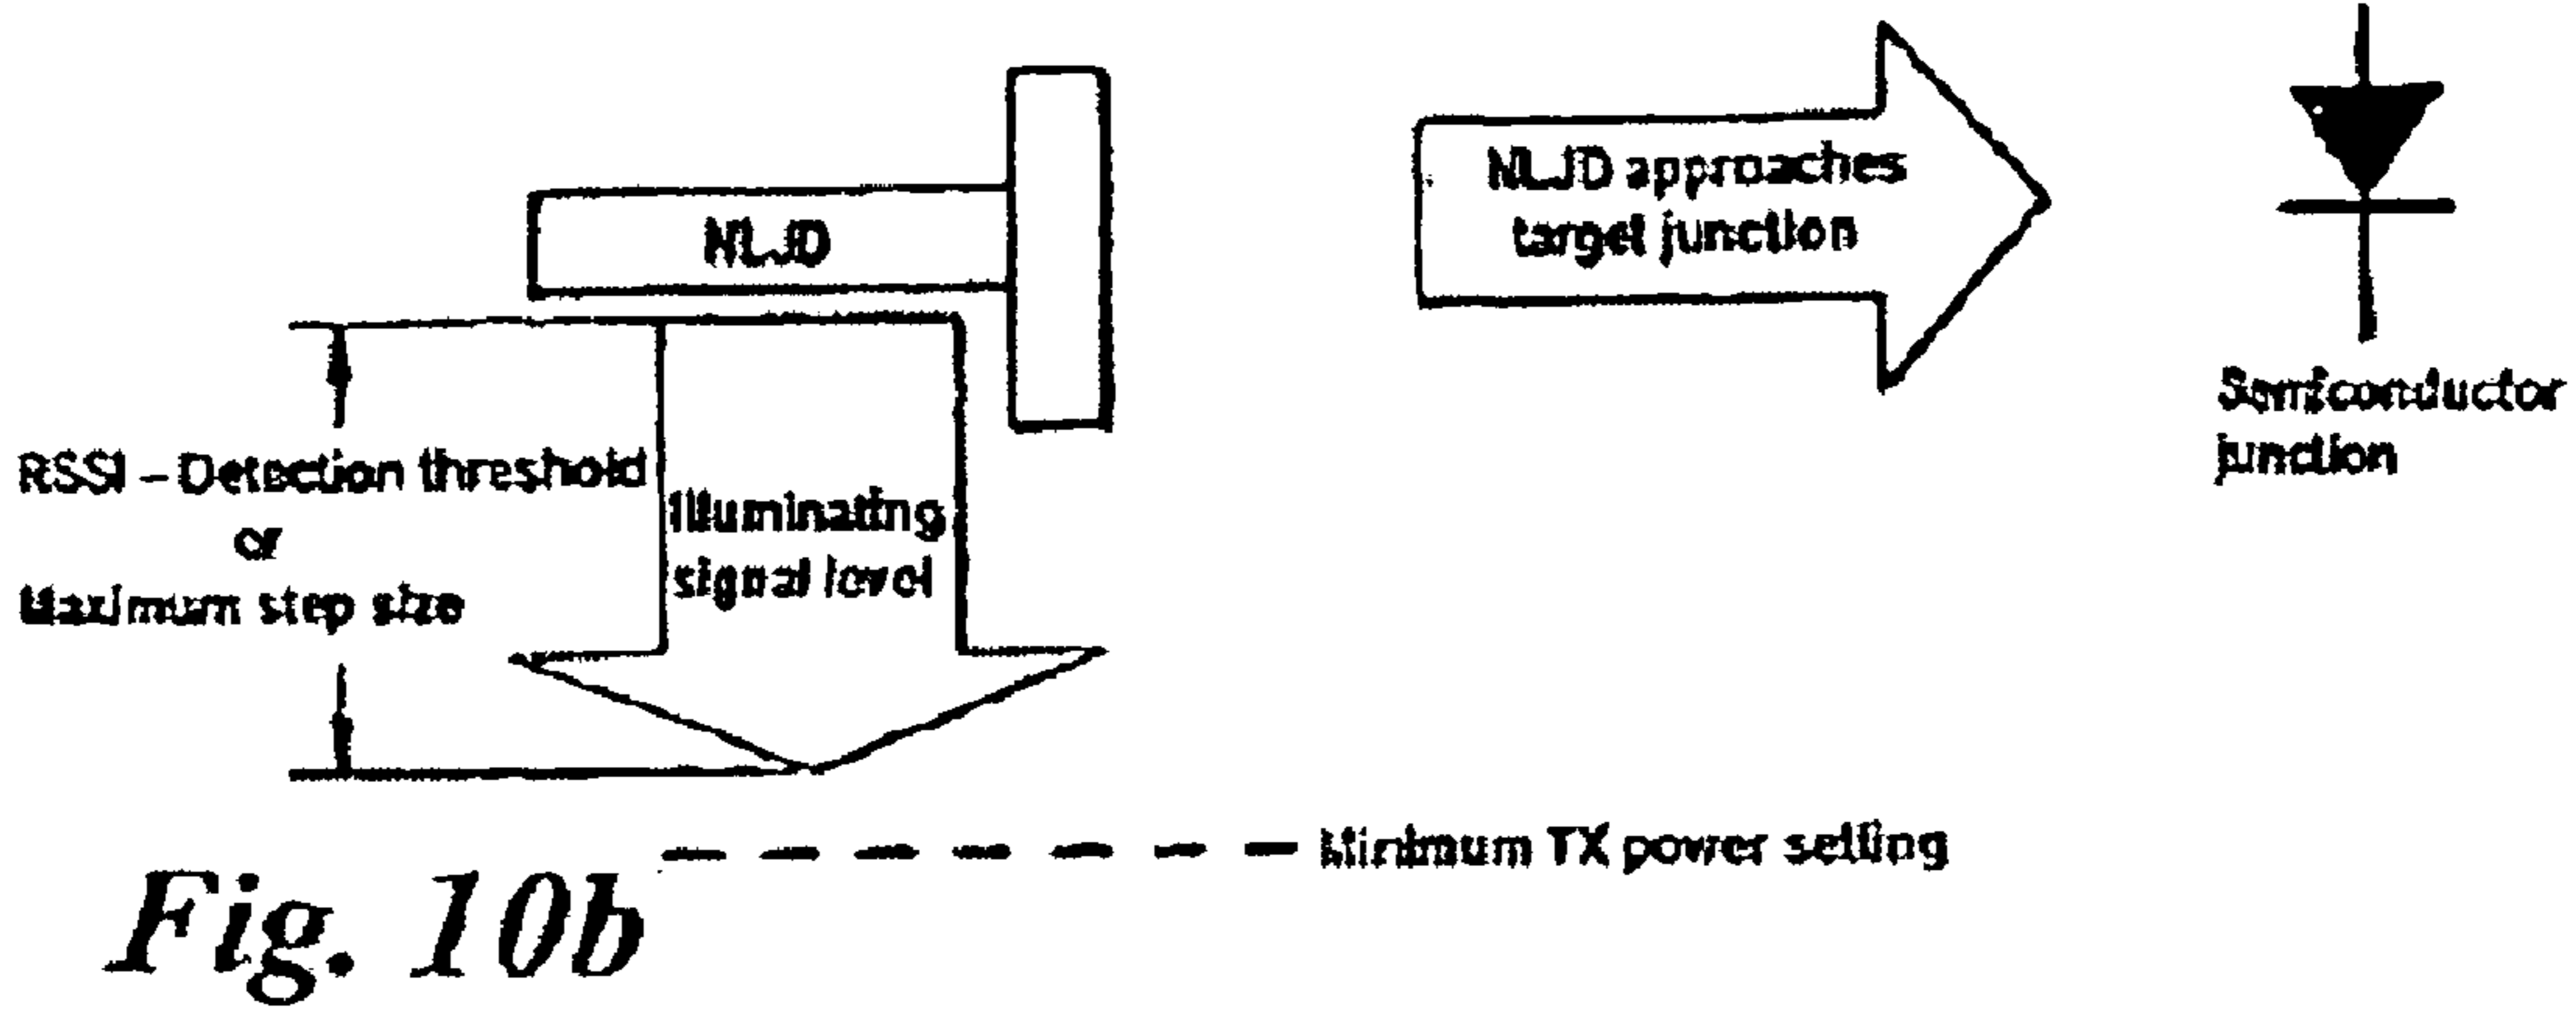 NLJD
NLJD approaches
target junction
Semiconductor
junction
RSSI – Detection threshold
or
Maximum step size
Illuminating
signal level
Minimum TX power setting
Fig. 10b